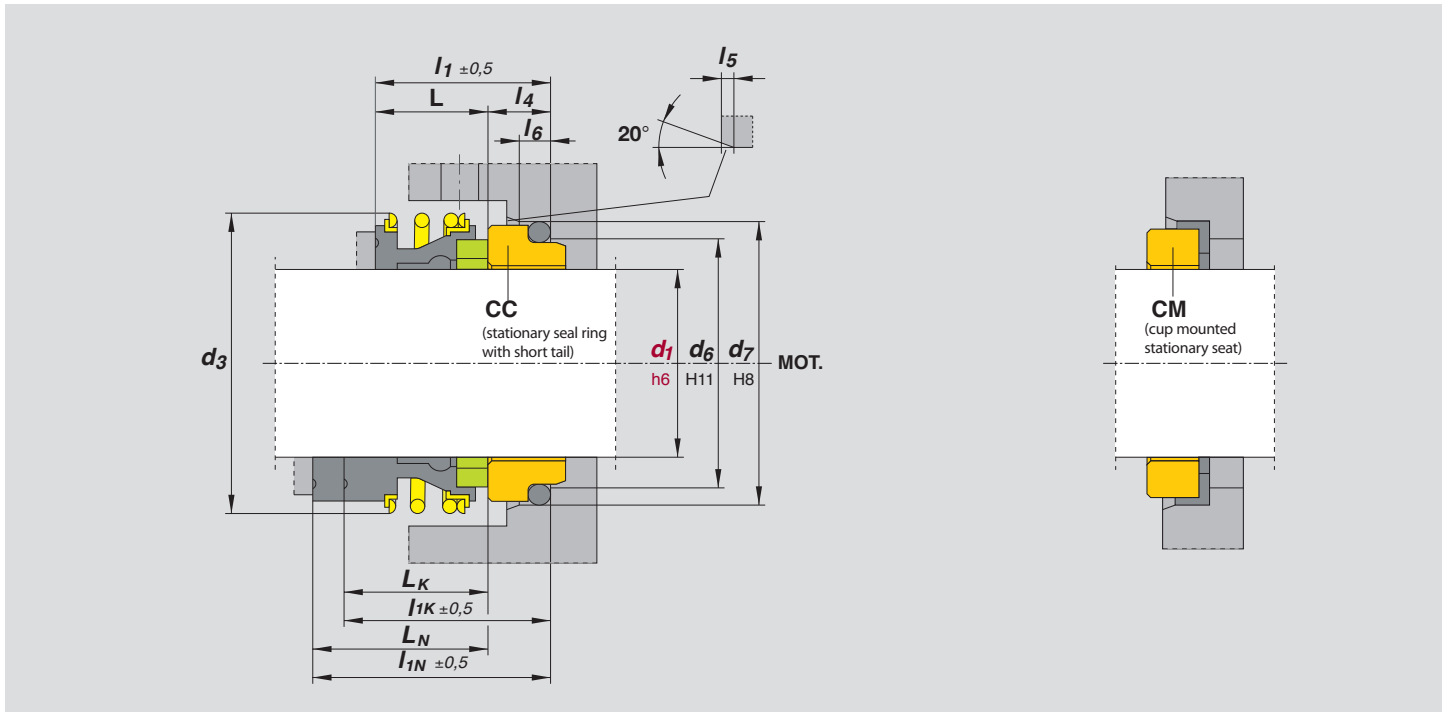 l1 ±0,5
L l4
l6
l5
20°
CC
(stationary seal ring
with short tail)
d3
d1 d6 d7
h6 H11 H8
MOT.
LK
l1K ±0,5
LN
l1N ±0,5
CM
(cup mounted
stationary seat)